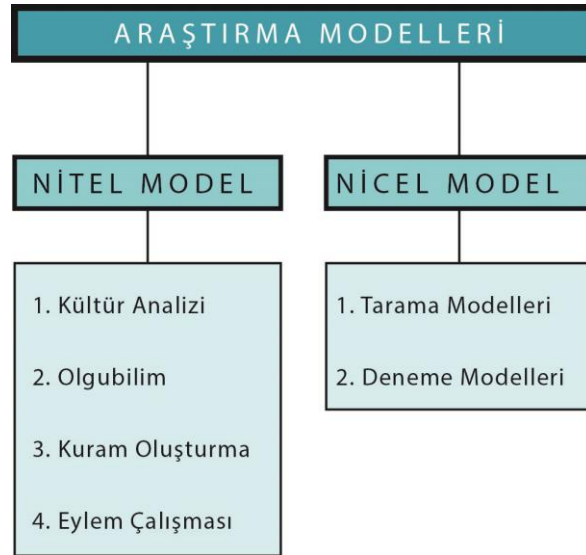 ARAŞTIRMA MODELLERİ
NİTEL MODEL
1. Kültür Analizi
2. Olgubilim
3. Kuram Oluşturma
4. Eylem Çalışması
NİCEL MODEL
1. Tarama Modelleri
2. Deneme Modelleri